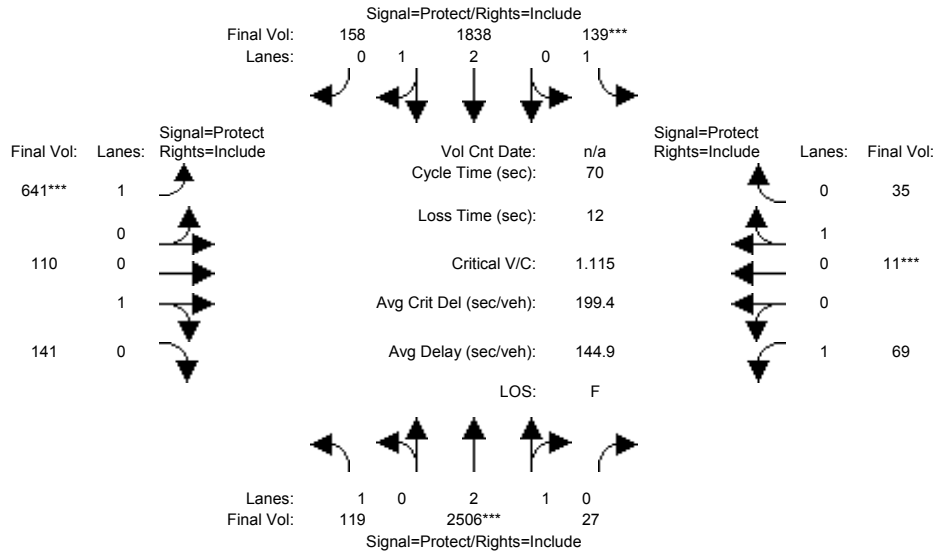 Signal=Protect/Rights=Include
Final Vol: 158 1838 139***
Lanes: 0 1 2 0 1
Signal=Protect
Final Vol: Lanes: Rights=Include
Vol Cnt Date: n/a
Signal=Protect
Rights=Include Lanes: Final Vol:
Cycle Time (sec): 70
641*** 1
0 35
Loss Time (sec): 12
0
1
110 0
Critical V/C: 1.115
0 11***
1
Avg Crit Del (sec/veh): 199.4
0
141 0
Avg Delay (sec/veh): 144.9
1 69
LOS: F
Lanes: 1 0 2 1 0
Final Vol: 119 2506*** 27
Signal=Protect/Rights=Include